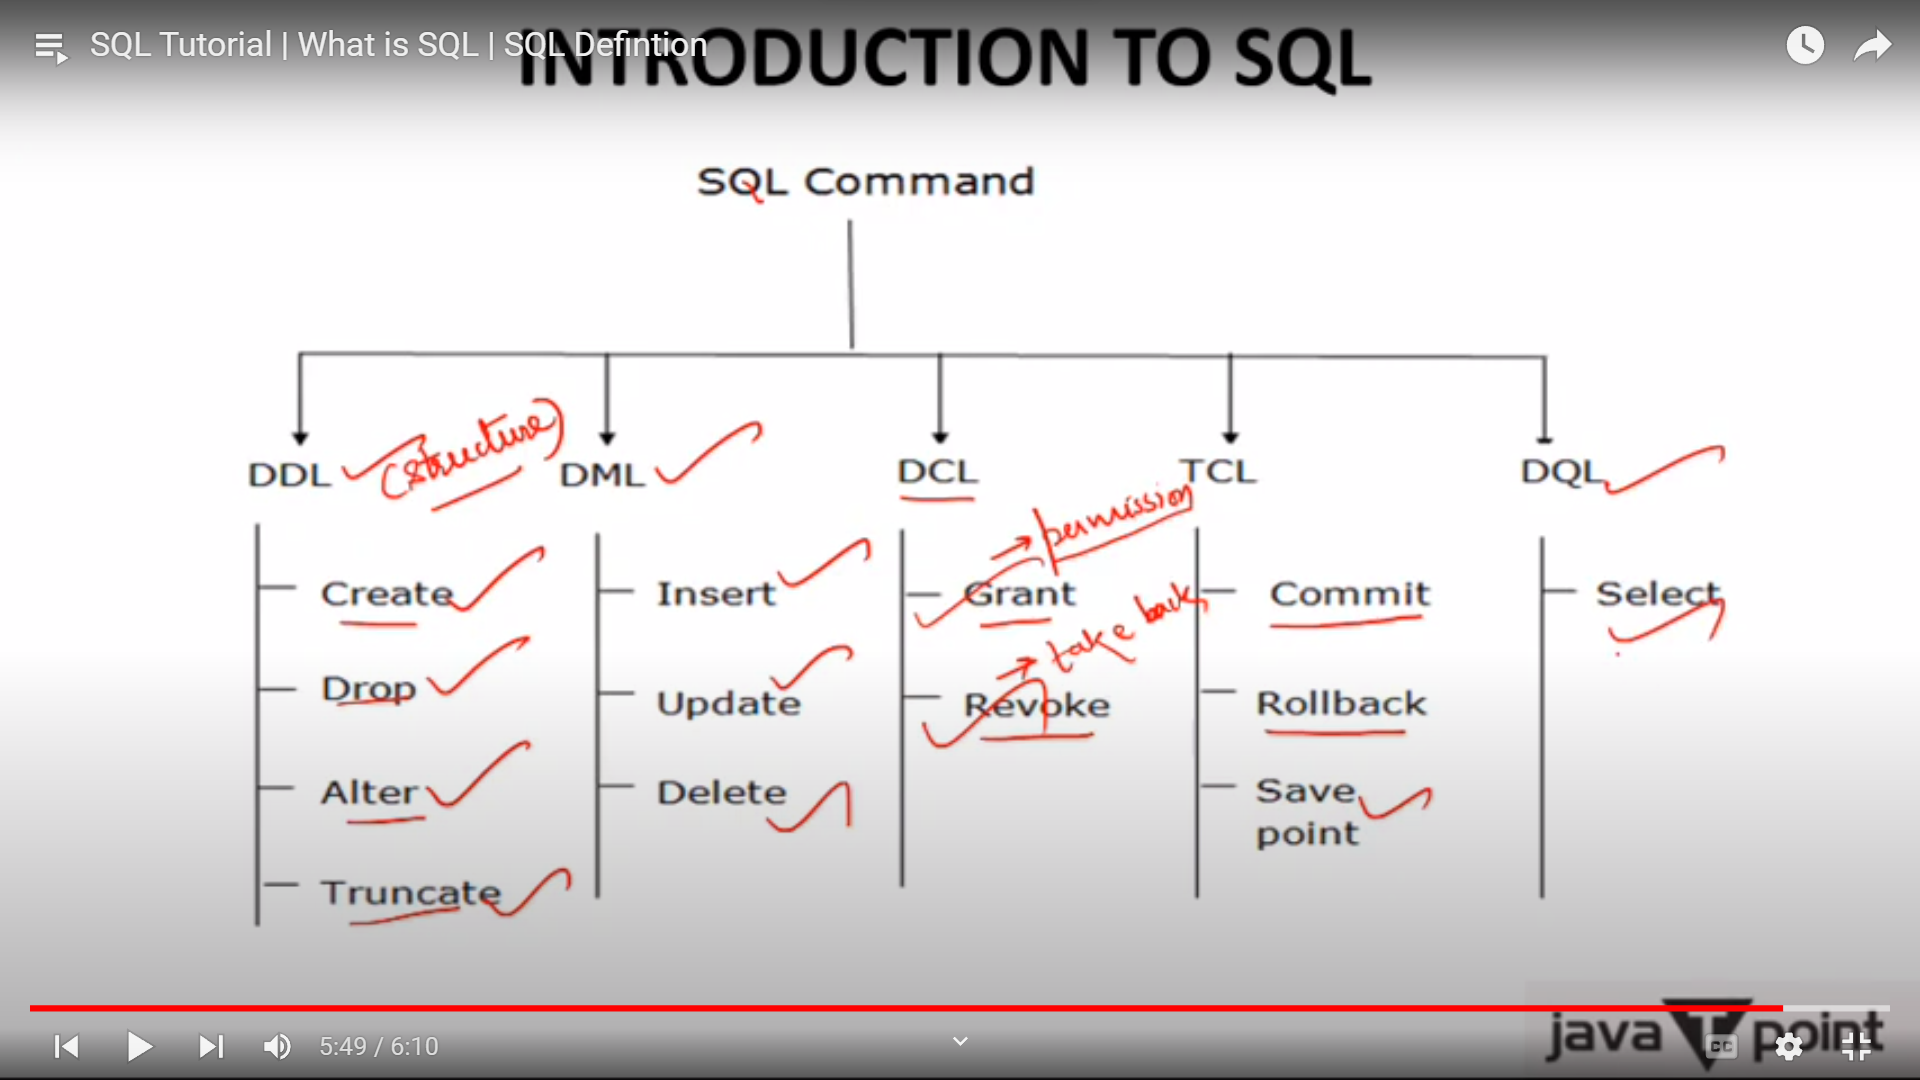 SQL Tutorial | What is SQL | SQL Defintion
INTRODUCTION TO SQL
SQL Command
DDL (structure)
DML
DCL
TCL
DQL
Create
Drop
Alter
Truncate
Insert
Update
Delete
Grant → permission
Revoke → take back
Commit
Rollback
Save
point
Select
5:49 / 6:10
CC
java T point